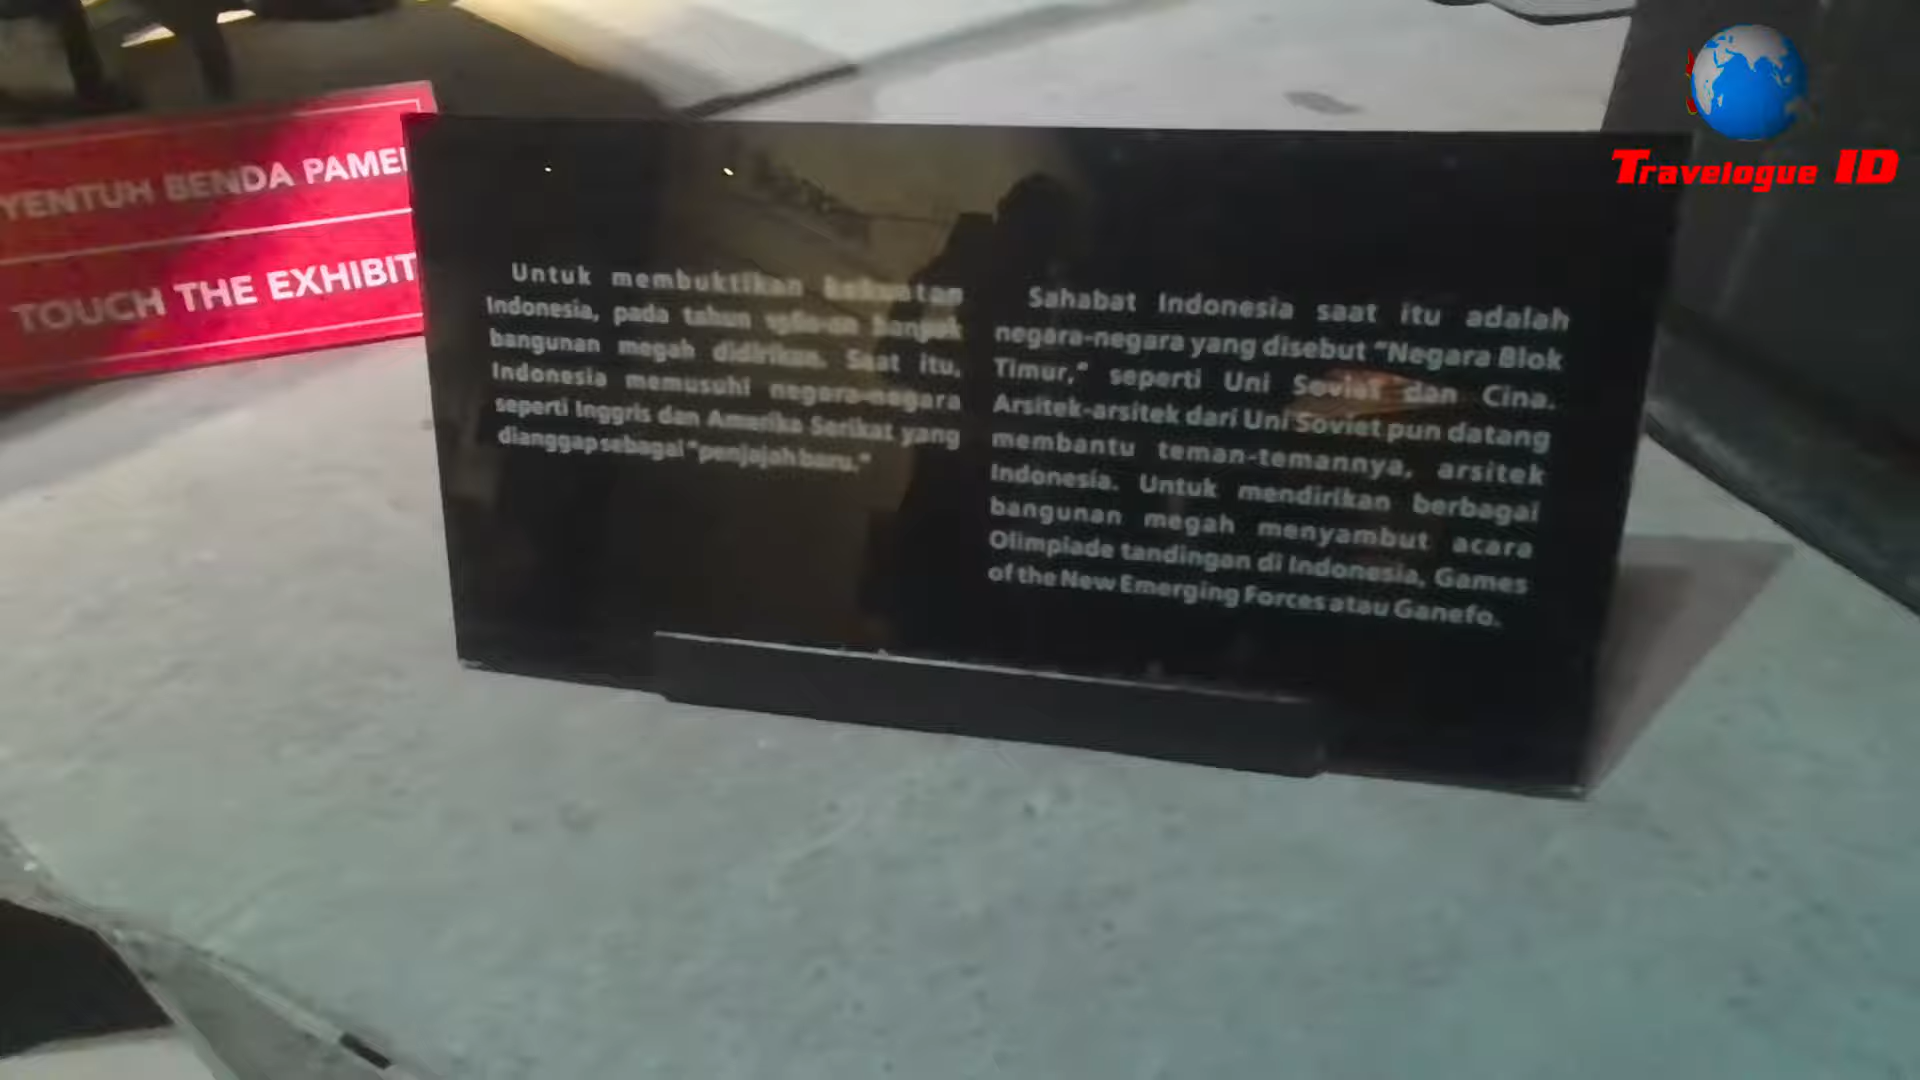 YENTUH BENDA PAMER
TOUCH THE EXHIBIT
Untuk membuktikan kekuatan
Indonesia, pada tahun banyak
bangunan megah didirikan. Saat itu,
Indonesia memusuhi negara-negara
seperti Inggris dan Amerika Serikat yang
dianggap sebagai "penjajah baru."
Sahabat Indonesia saat itu adalah
negara-negara yang disebut "Negara Blok
Timur," seperti Uni Soviat dan Cina.
Arsitek-arsitek dari Uni Soviet pun datang
membantu teman-temannya, arsitek
Indonesia. Untuk mendirikan berbagai
bangunan megah menyambut acara
Olimpiade tandingan di Indonesia, Games
of the New Emerging Forces atau Ganefo.
Travelogue ID